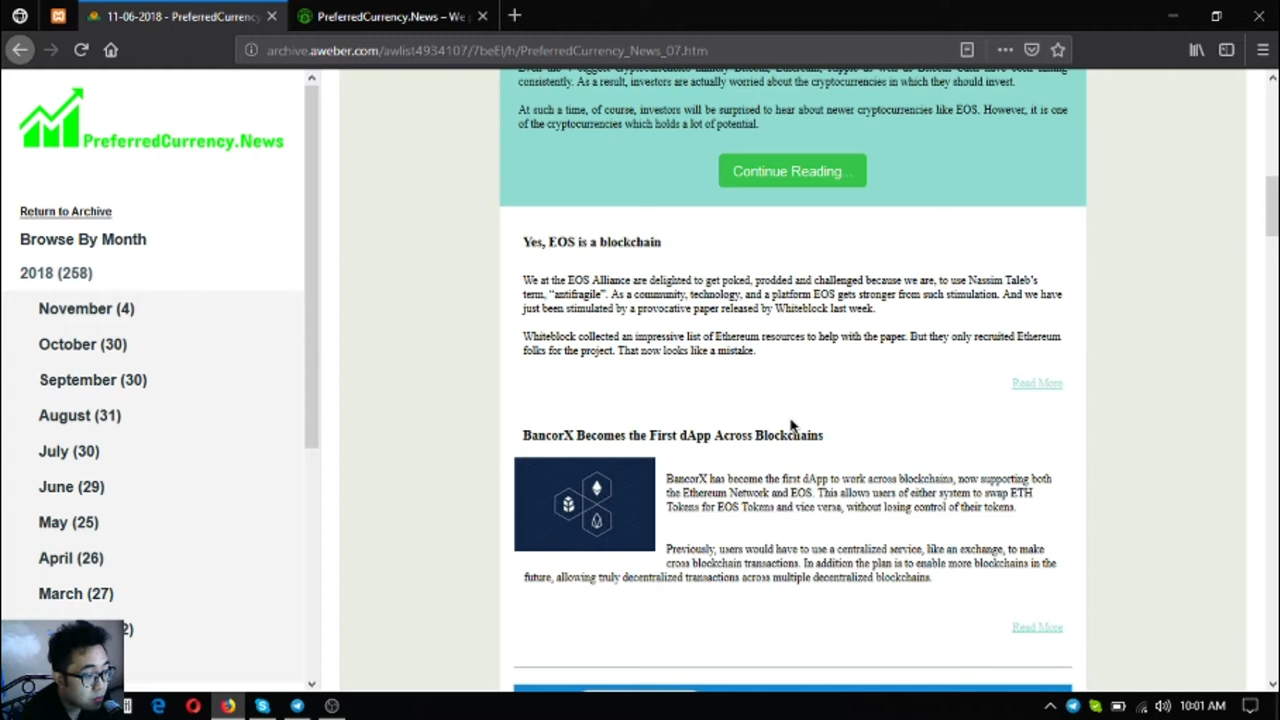 11-06-2018 - PreferredCurrency
PreferredCurrency.News – We p
archive.aweber.com/awlist4934107/7beEl/h/PreferredCurrency_News_07.htm
PreferredCurrency.News
Return to Archive
Browse By Month
2018 (258)
November (4)
October (30)
September (30)
August (31)
July (30)
June (29)
May (25)
April (26)
March (27)
2)
consistently. As a result, investors are actually worried about the cryptocurrencies in which they should invest.
At such a time, of course, investors will be surprised to hear about newer cryptocurrencies like EOS. However, it is one
of the cryptocurrencies which holds a lot of potential.
Continue Reading...
Yes, EOS is a blockchain
We at the EOS Alliance are delighted to get poked, prodded and challenged because we are, to use Nassim Taleb's
term, “antifragile”. As a community, technology, and a platform EOS gets stronger from such stimulation. And we have
just been stimulated by a provocative paper released by Whiteblock last week.
Whiteblock collected an impressive list of Ethereum resources to help with the paper. But they only recruited Ethereum
folks for the project. That now looks like a mistake.
Read More
BancorX Becomes the First dApp Across Blockchains
BancorX has become the first dApp to work across blockchains, now supporting both
the Ethereum Network and EOS. This allows users of either system to swap ETH
Tokens for EOS Tokens and vice versa, without losing control of their tokens.
Previously, users would have to use a centralized service, like an exchange, to make
cross blockchain transactions. In addition the plan is to enable more blockchains in the
future, allowing truly decentralized transactions across multiple decentralized blockchains.
Read More
10:01 AM